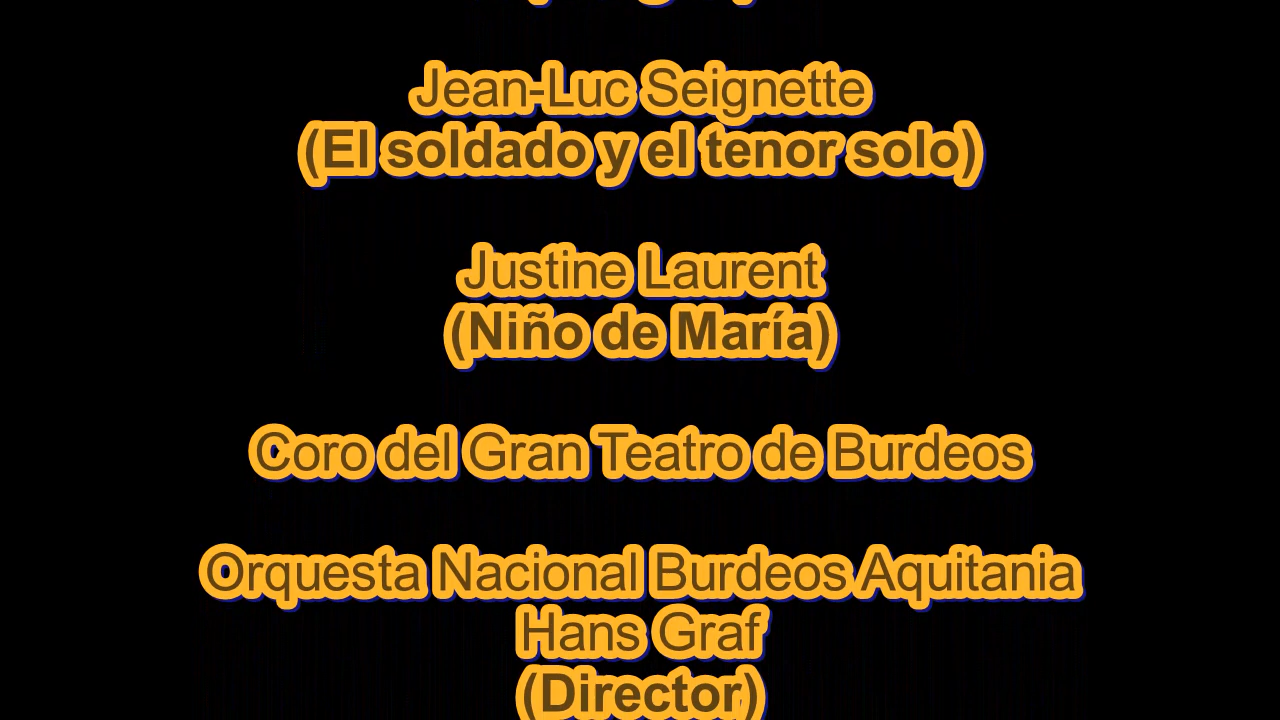 Jean-Luc Seignette
(El soldado y el tenor solo)
Justine Laurent
(Niño de María)
Coro del Gran Teatro de Burdeos
Orquesta Nacional Burdeos Aquitania
Hans Graf
(Director)